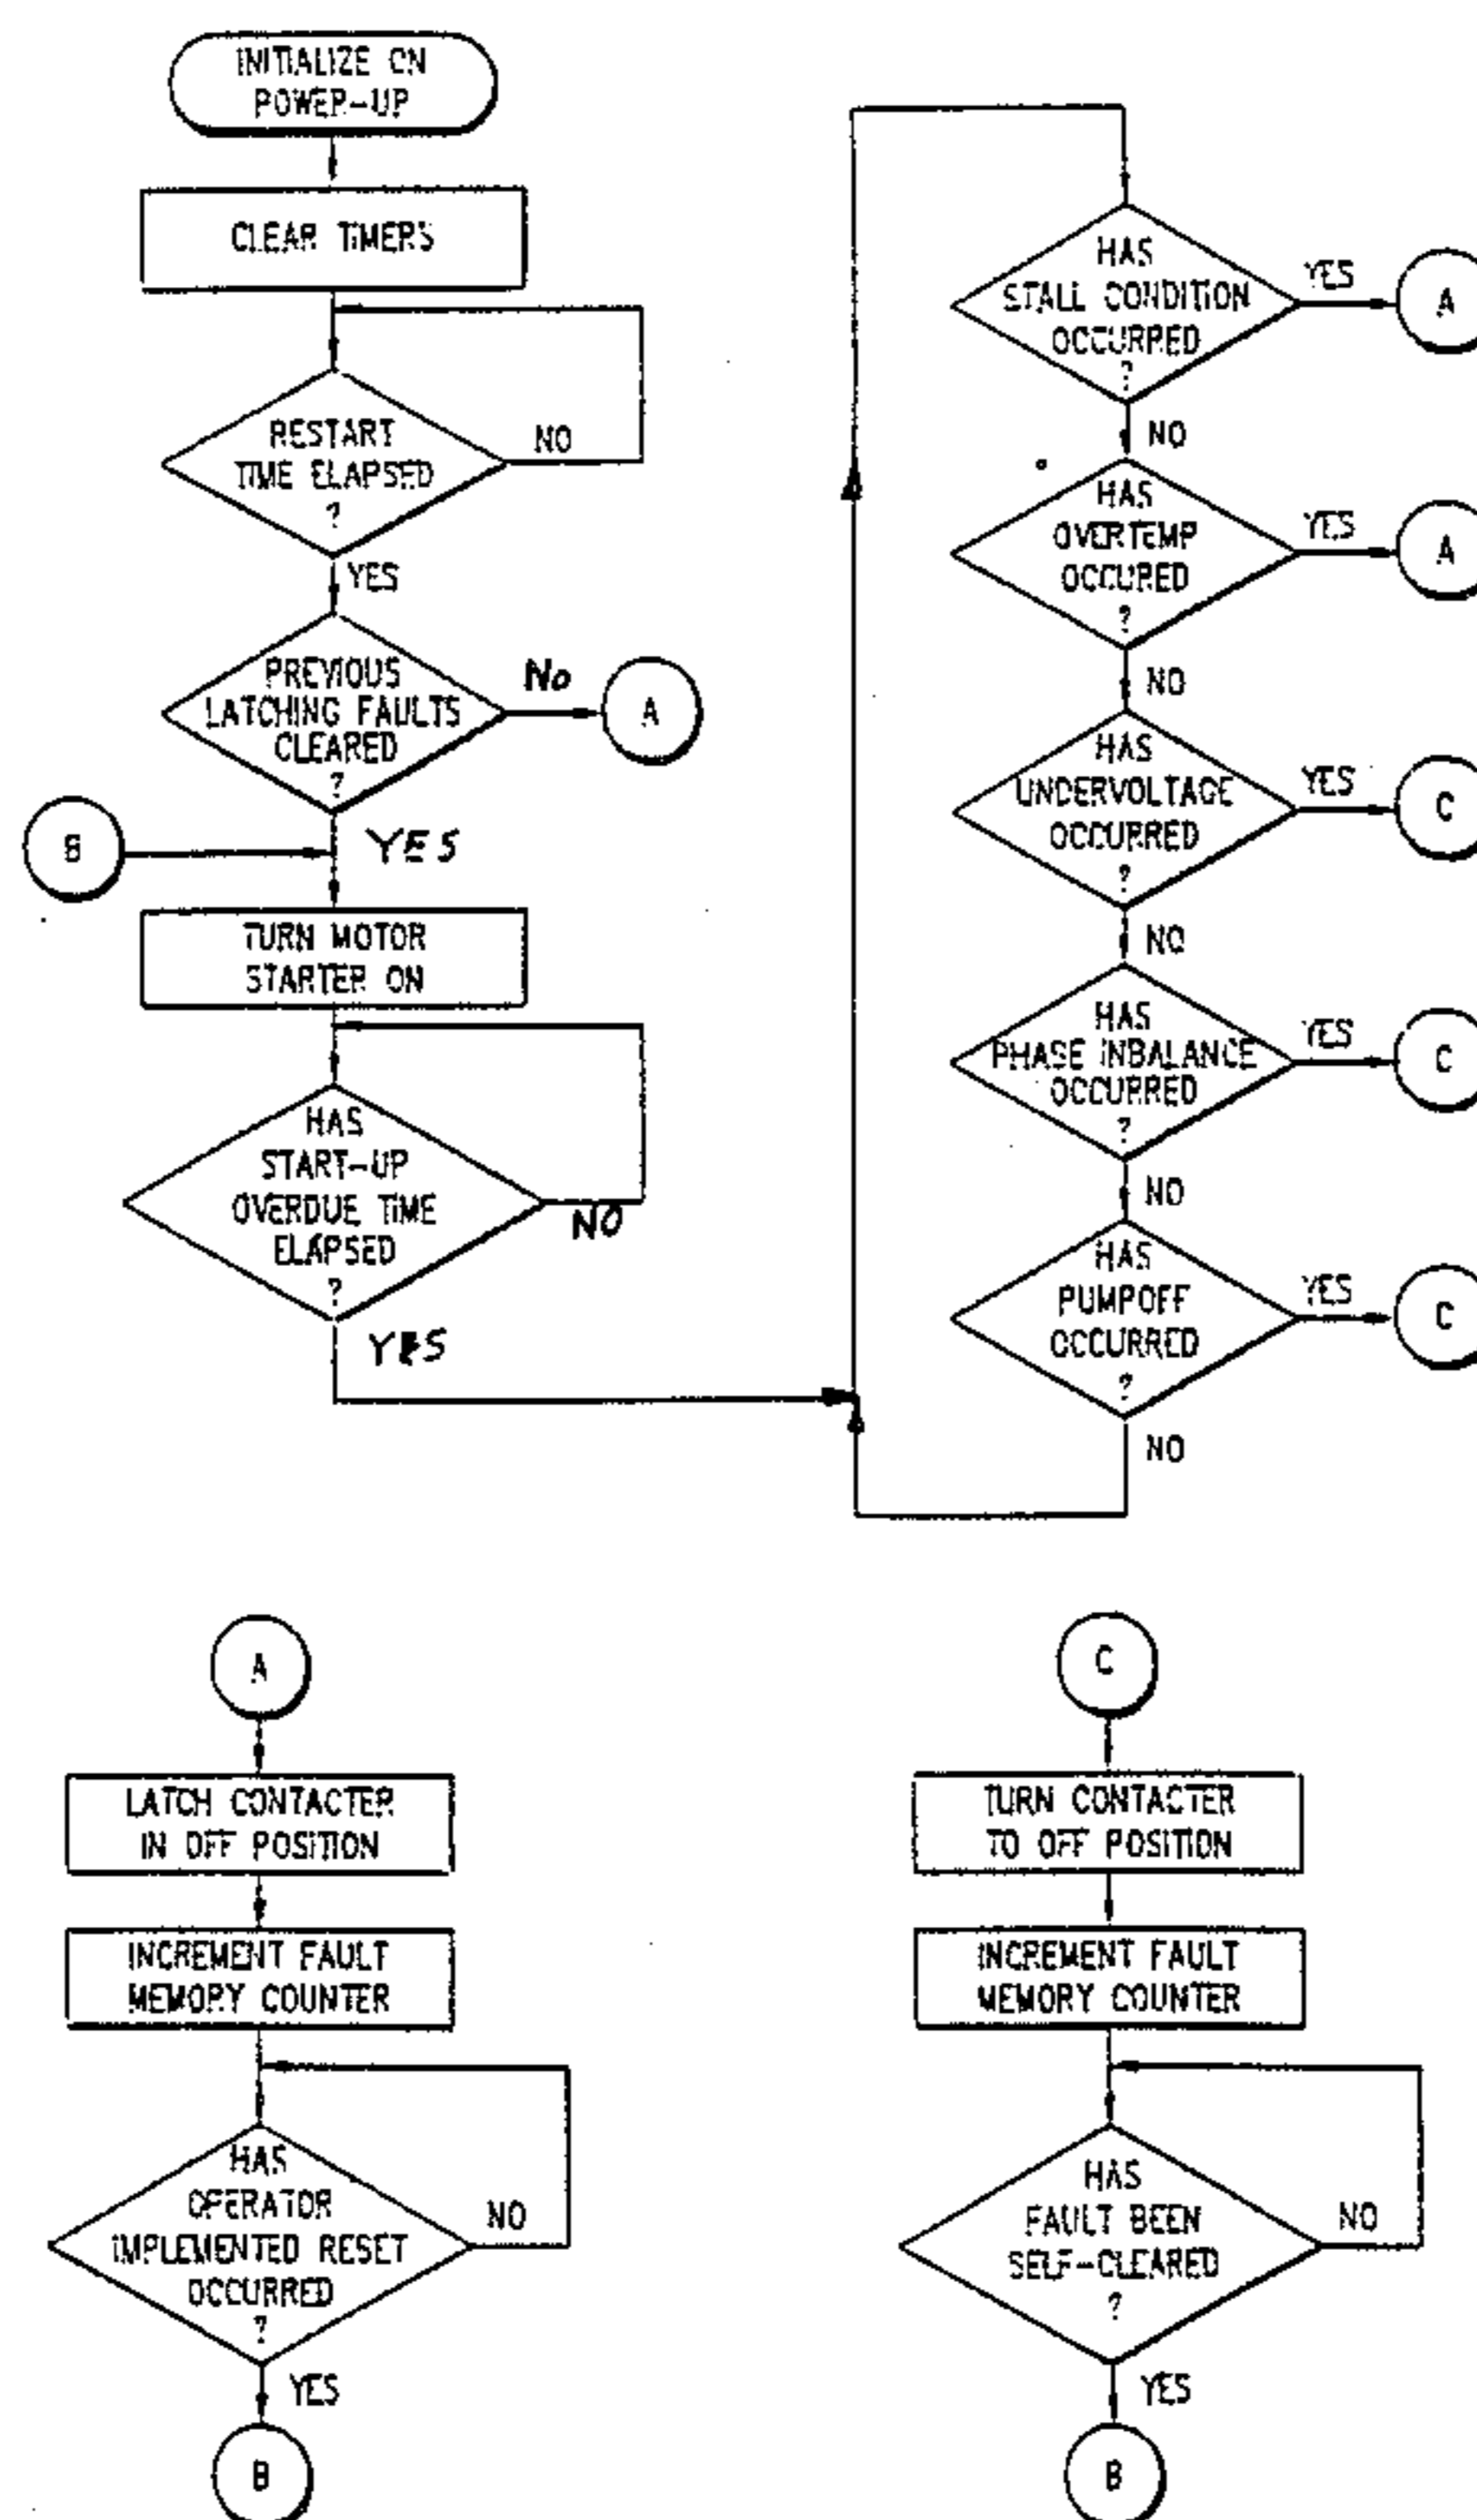 INITIALIZE ON
POWER-UP
CLEAR TIMERS
RESTART
TIME ELAPSED
?
NO
YES
PREVIOUS
LATCHING FAULTS
CLEARED
?
No
A
B
YES
TURN MOTOR
STARTER ON
HAS
START-UP
OVERDUE TIME
ELAPSED
?
NO
YES
HAS
STALL CONDITION
OCCURRED
?
YES
A
NO
HAS
OVERTEMP
OCCURED
?
YES
A
NO
HAS
UNDERVOLTAGE
OCCURRED
?
YES
C
NO
HAS
PHASE INBALANCE
OCCURRED
?
YES
C
NO
HAS
PUMPOFF
OCCURRED
?
YES
C
NO
A
LATCH CONTACTER
IN OFF POSITION
INCREMENT FAULT
MEMORY COUNTER
HAS
OPERATOR
IMPLEMENTED RESET
OCCURRED
?
NO
YES
B
C
TURN CONTACTER
TO OFF POSITION
INCREMENT FAULT
MEMORY COUNTER
HAS
FAULT BEEN
SELF-CLEARED
?
NO
YES
B